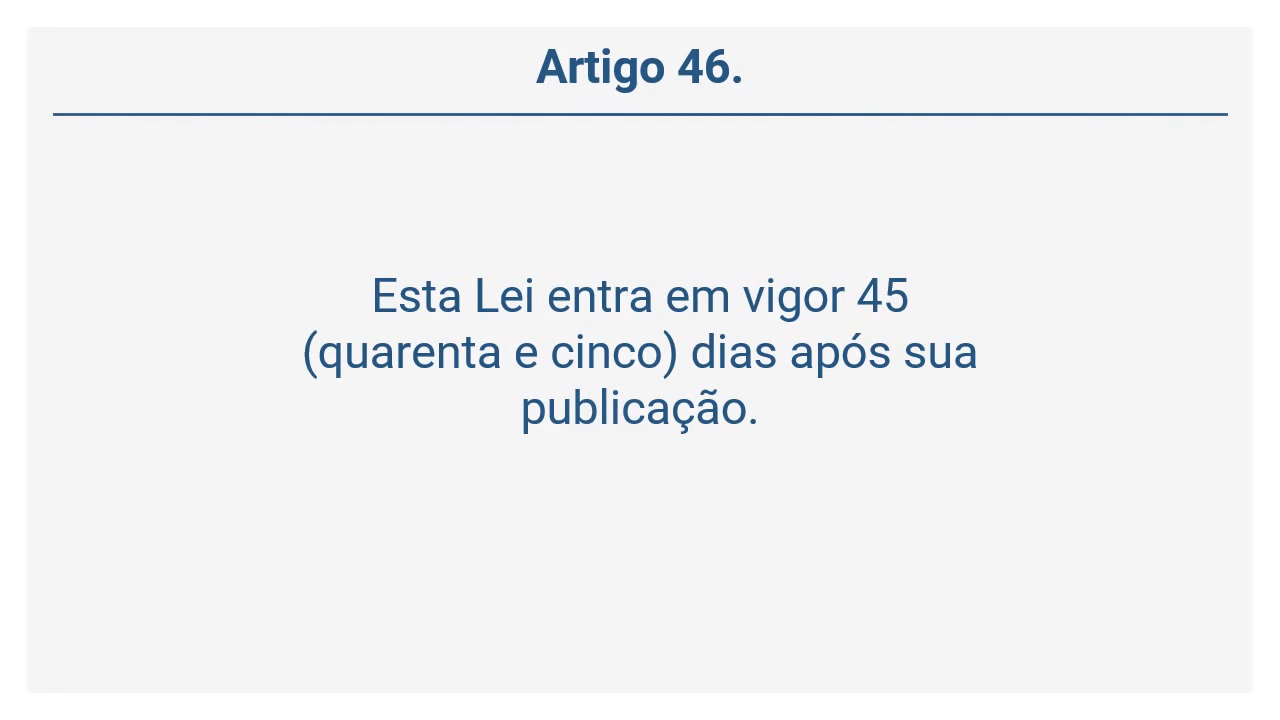 Artigo 46.
Esta Lei entra em vigor 45
(quarenta e cinco) dias após sua
publicação.